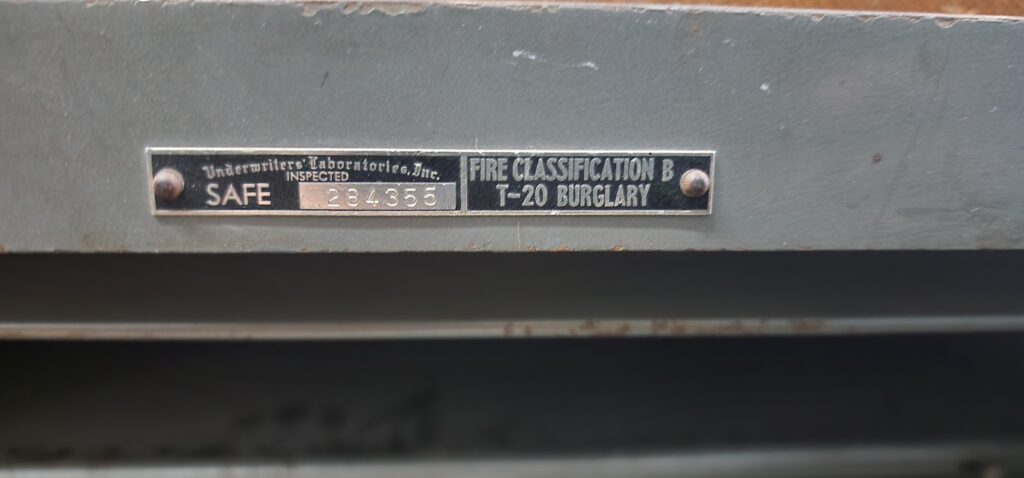 Underwriters' Laboratories, Inc.
INSPECTED
SAFE 284355
FIRE CLASSIFICATION B
T-20 BURGLARY